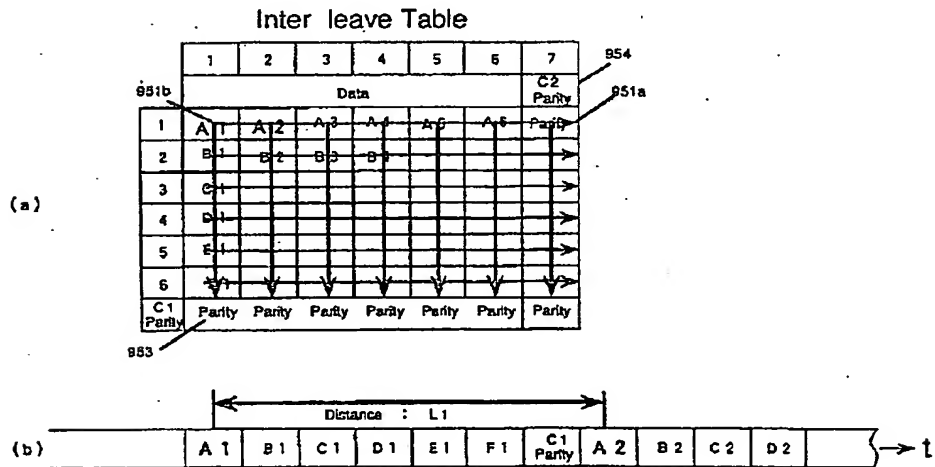 Inter leave Table
1 2 3 4 5 6 7
954
Data
C2 Parity
951b
951a
1 A1 A2 A3 A4 A5 Parity
2 B1 B2 B3
3 C1
(a)
4 D1
5 E1
6
C1 Parity
Parity Parity Parity Parity Parity Parity Parity
953
Distance : L1
(b)
A1 B1 C1 D1 E1 F1 C1 Parity A2 B2 C2 D2
t